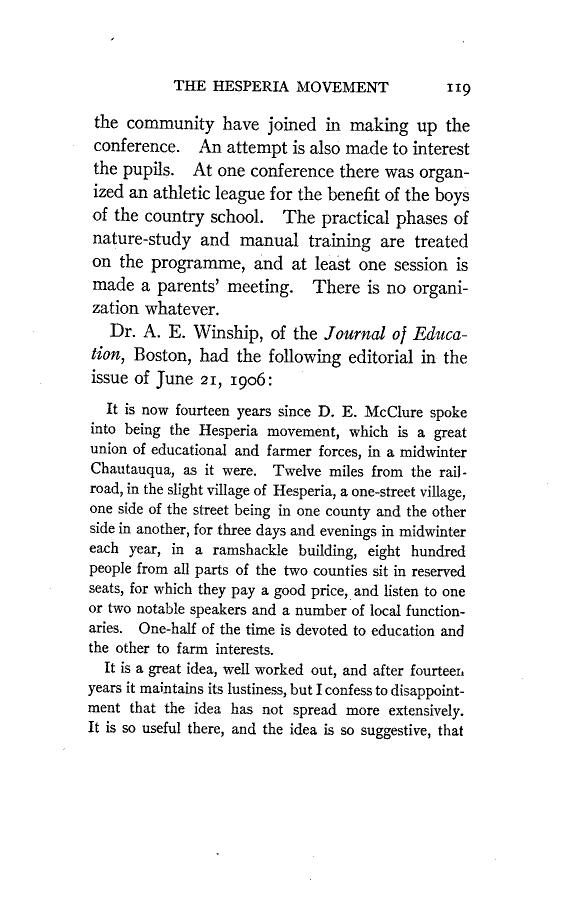 THE HESPERIA MOVEMENT 119
the community have joined in making up the
conference. An attempt is also made to interest
the pupils. At one conference there was organ-
ized an athletic league for the benefit of the boys
of the country school. The practical phases of
nature-study and manual training are treated
on the programme, and at least one session is
made a parents' meeting. There is no organi-
zation whatever.
Dr. A. E. Winship, of the Journal of Educa-
tion, Boston, had the following editorial in the
issue of June 21, 1906:
It is now fourteen years since D. E. McClure spoke
into being the Hesperia movement, which is a great
union of educational and farmer forces, in a midwinter
Chautauqua, as it were. Twelve miles from the rail-
road, in the slight village of Hesperia, a one-street village,
one side of the street being in one county and the other
side in another, for three days and evenings in midwinter
each year, in a ramshackle building, eight hundred
people from all parts of the two counties sit in reserved
seats, for which they pay a good price, and listen to one
or two notable speakers and a number of local function-
aries. One-half of the time is devoted to education and
the other to farm interests.
It is a great idea, well worked out, and after fourteen
years it maintains its lustiness, but I confess to disappoint-
ment that the idea has not spread more extensively.
It is so useful there, and the idea is so suggestive, that